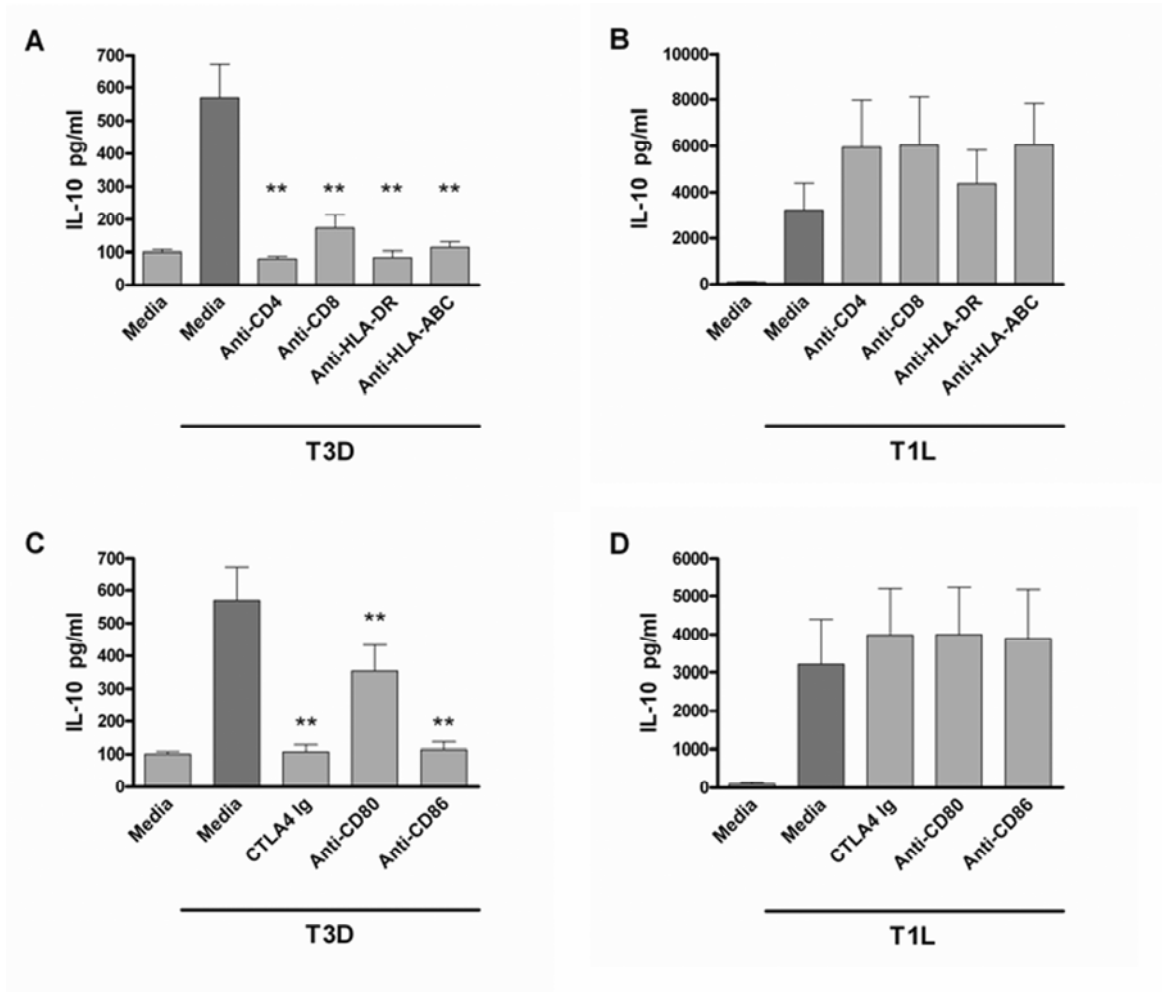 A
IL-10 pg/ml
700
600
500
400
300
200
100
0
**
**
**
**
Media
Media
Anti-CD4
Anti-CD8
Anti-HLA-DR
Anti-HLA-ABC
T3D
B
IL-10 pg/ml
10000
8000
6000
4000
2000
0
Media
Media
Anti-CD4
Anti-CD8
Anti-HLA-DR
Anti-HLA-ABC
T1L
C
IL-10 pg/ml
700
600
500
400
300
200
100
0
**
**
**
Media
Media
CTLA4 Ig
Anti-CD80
Anti-CD86
T3D
D
IL-10 pg/ml
6000
5000
4000
3000
2000
1000
0
Media
Media
CTLA4 Ig
Anti-CD80
Anti-CD86
T1L